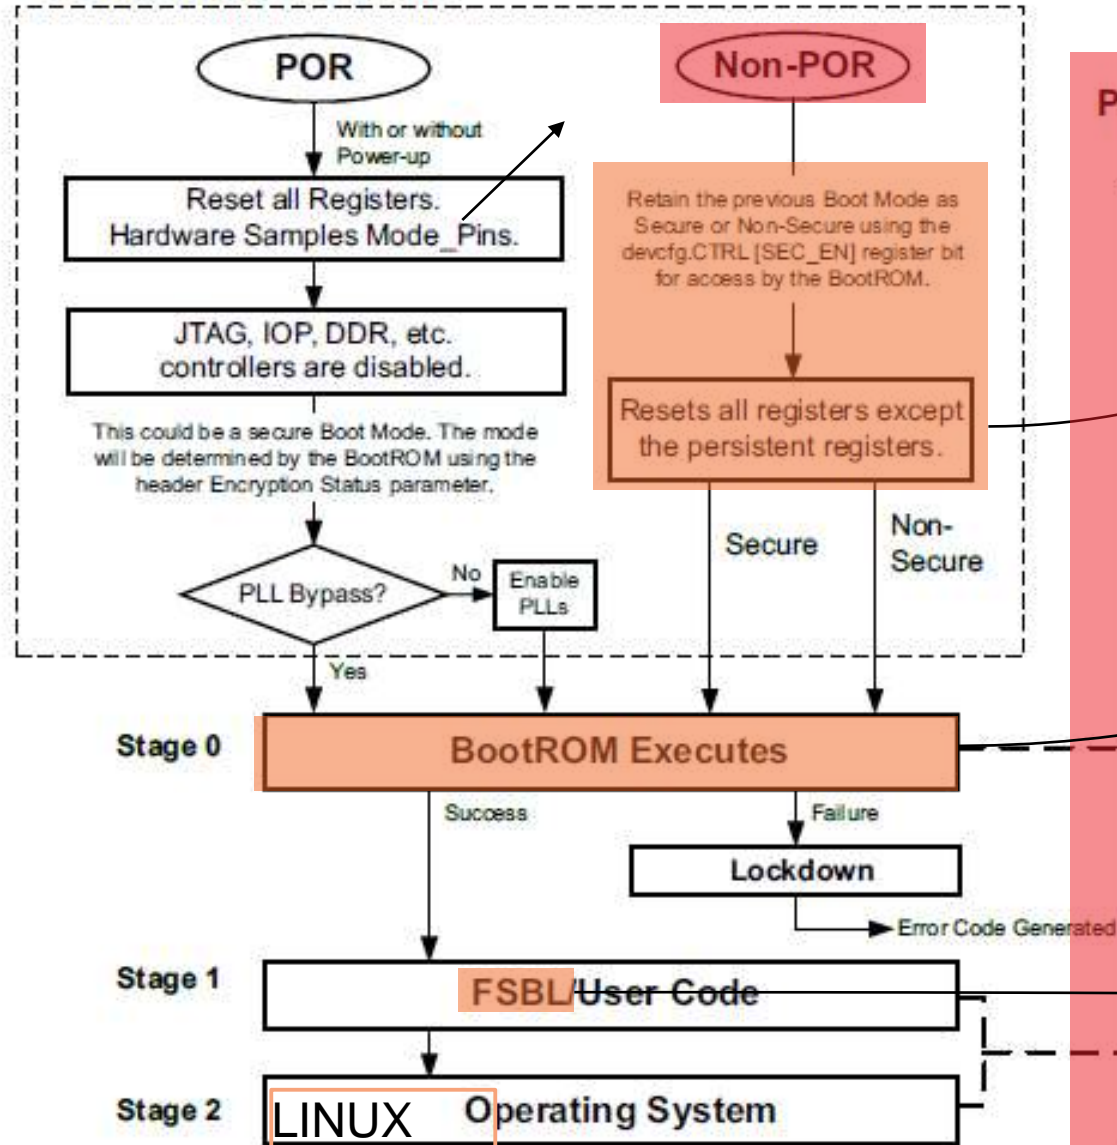 POR
With or without
Power-up
Reset all Registers.
Hardware Samples Mode_Pins.
JTAG, IOP, DDR, etc.
controllers are disabled.
This could be a secure Boot Mode. The mode
will be determined by the BootROM using the
header Encryption Status parameter.
PLL Bypass?
No
Enable
PLLs
Yes
Non-POR
Retain the previous Boot Mode as
Secure or Non-Secure using the
devcfg.CTRL [SEC_EN] register bit
for access by the BootROM.
Resets all registers except
the persistent registers.
Secure
Non-
Secure
P
Stage 0
BootROM Executes
Success
Failure
Lockdown
Error Code Generated
Stage 1
FSBL/User Code
Stage 2
LINUX
Operating System